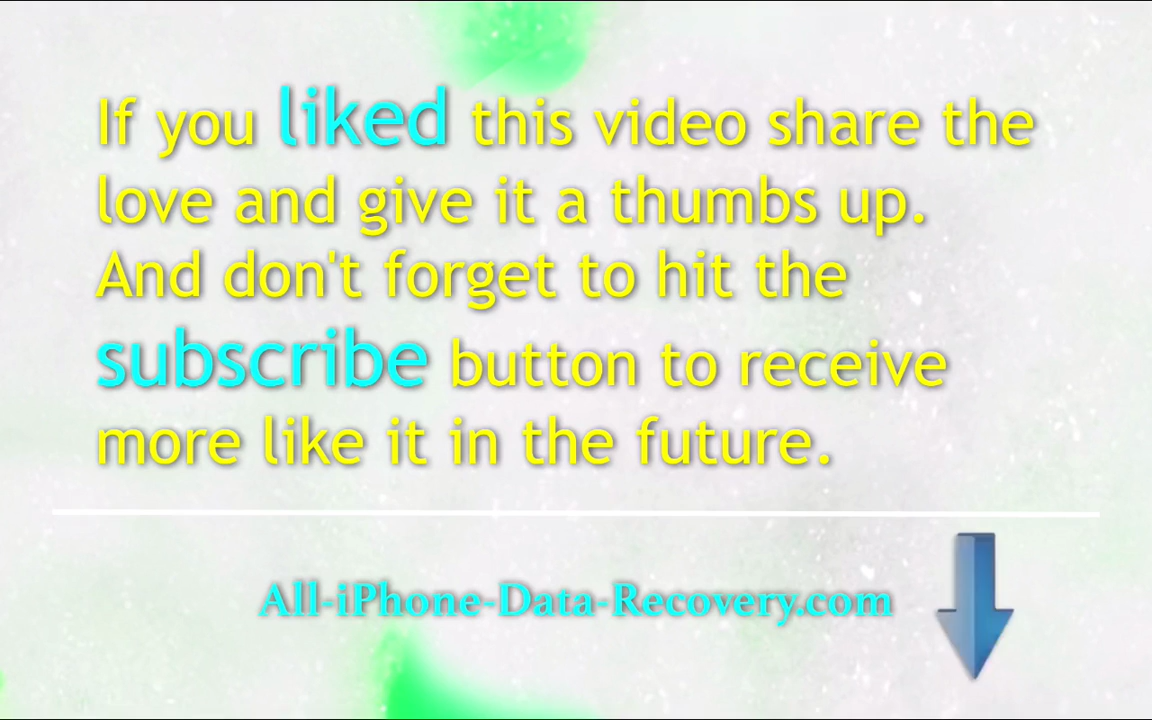 If you liked this video share the
love and give it a thumbs up.
And don't forget to hit the
subscribe button to receive
more like it in the future.
All-iPhone-Data-Recovery.com